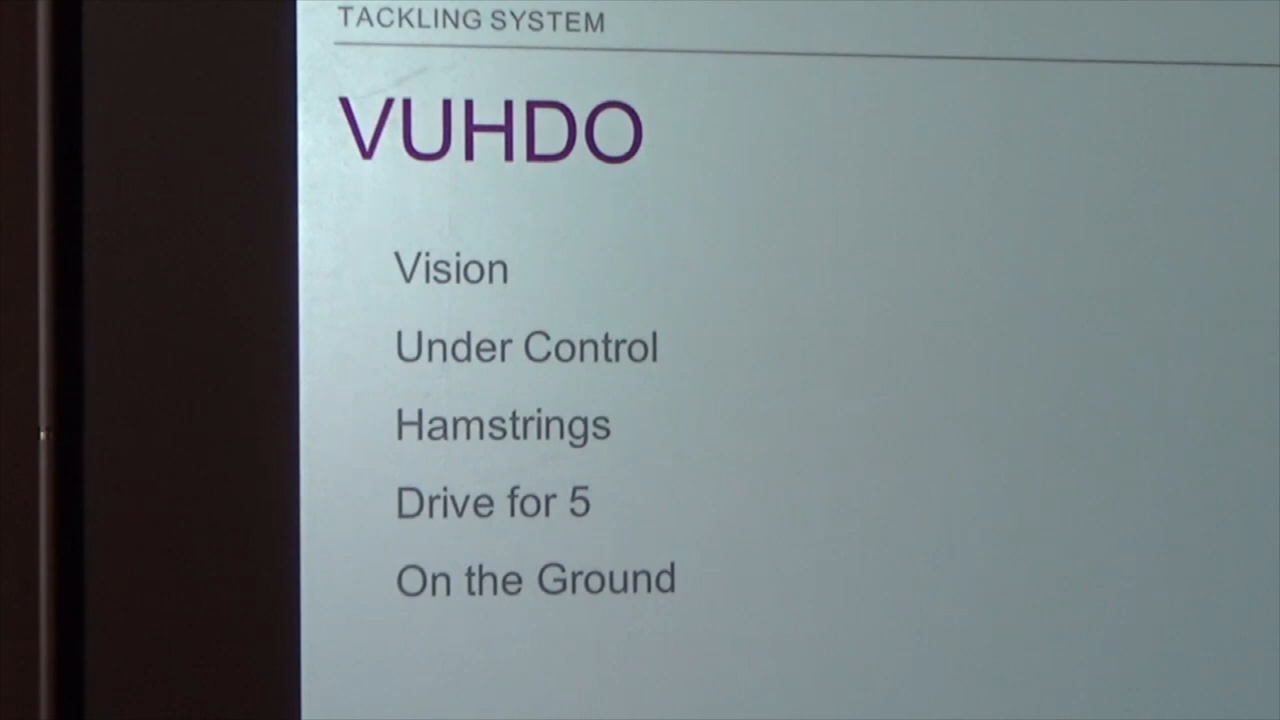 TACKLING SYSTEM
VUHDO
Vision
Under Control
Hamstrings
Drive for 5
On the Ground